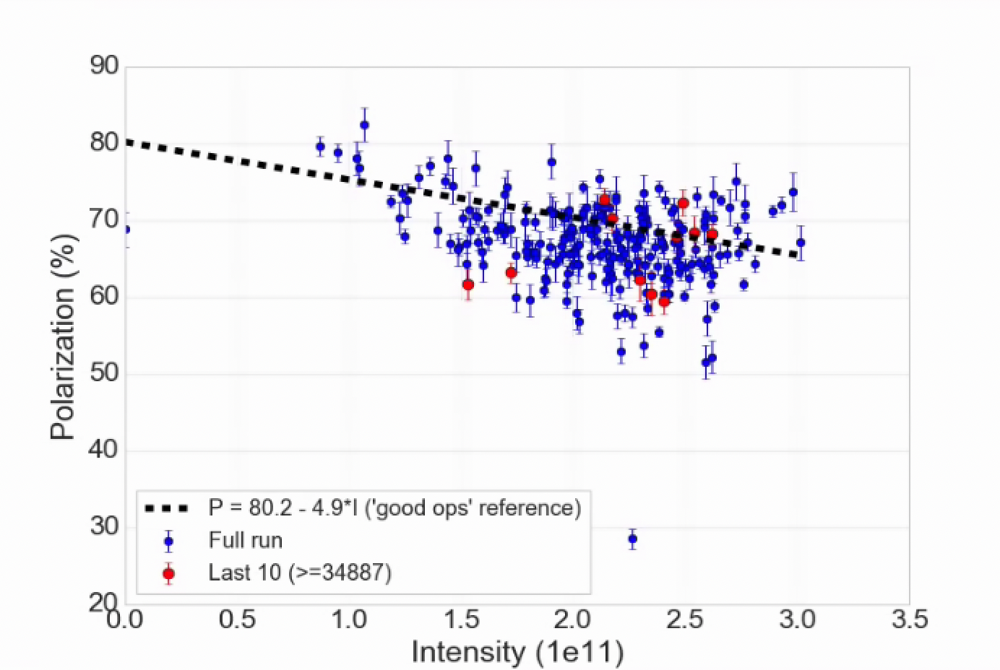 90
80
70
60
50
40
30
20
Polarization (%)
P = 80.2 - 4.9*I ('good ops' reference)
Full run
Last 10 (>=34887)
0.0 0.5 1.0 1.5 2.0 2.5 3.0 3.5
Intensity (1e11)